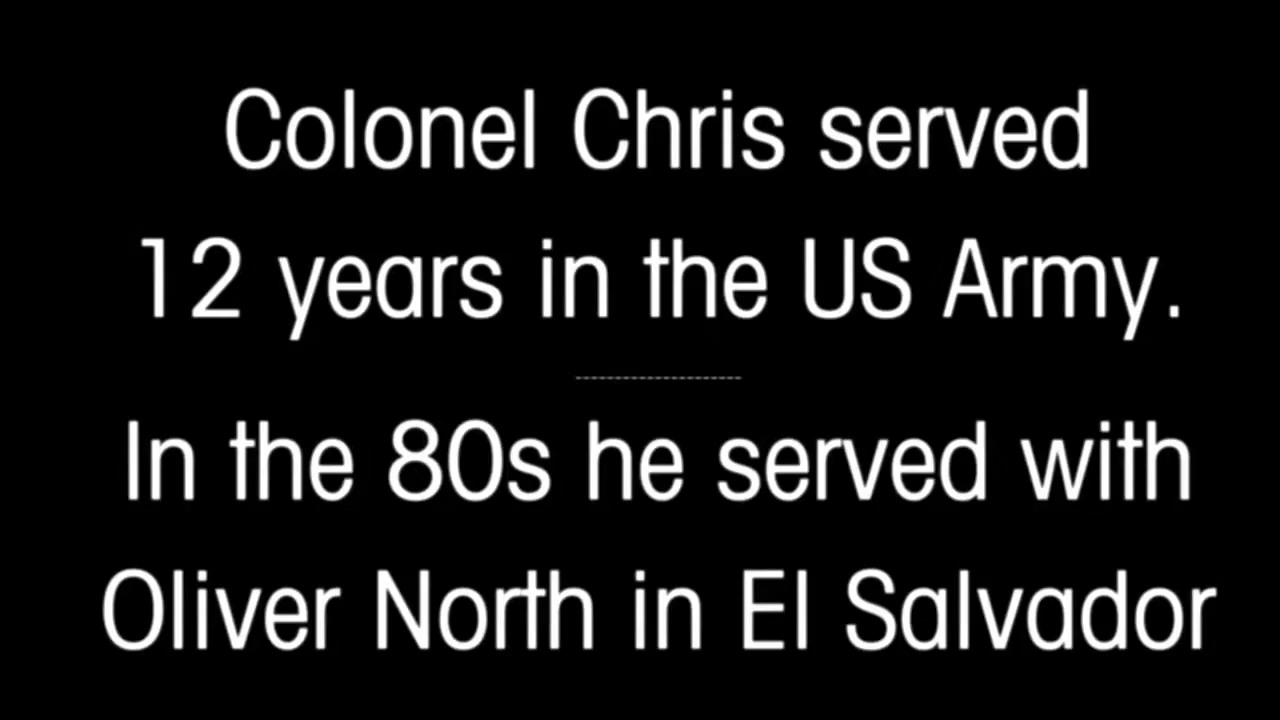 Colonel Chris served
12 years in the US Army.
In the 80s he served with
Oliver North in El Salvador